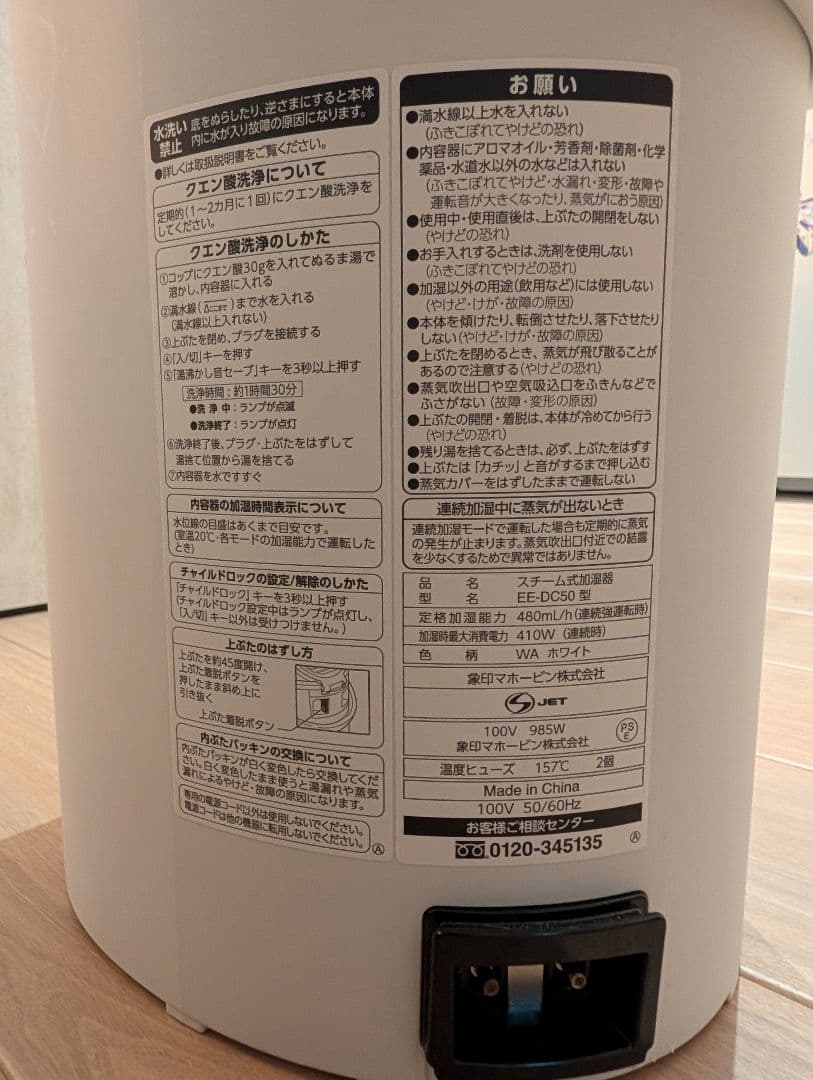 水洗い
禁止
底をぬらしたり、逆さまにすると本体
内に水が入り故障の原因になります。
●詳しくは取扱説明書をご覧ください。
クエン酸洗浄について
定期的(1〜2カ月に1回)にクエン酸洗浄を
してください。
クエン酸洗浄のしかた
①コップにクエン酸30gを入れてぬるま湯で
溶かし、内容器に入れる
②満水線(ここまで)まで水を入れる
(満水線以上入れない)
③上ぶたを閉め、プラグを接続する
④「入/切」キーを押す
⑤「湯沸かし音セーブ」キーを3秒以上押す
洗浄時間:約1時間30分
●洗 浄 中:ランプが点滅
●洗浄終了:ランプが点灯
⑥洗浄終了後、プラグ・上ぶたをはずして
湯捨て位置から湯を捨てる
⑦内容器を水ですすぐ
内容器の加湿時間表示について
水位線の目盛はあくまで目安です。
(室温20℃・各モードの加湿能力で運転した
とき)
チャイルドロックの設定/解除のしかた
「チャイルドロック」キーを3秒以上押す
(チャイルドロック設定中はランプが点灯し、
「入/切」キー以外は受けつけません。)
上ぶたのはずし方
上ぶたを約45度開け、
上ぶた着脱ボタンを
押したまま斜め上に
引き抜く
上ぶた着脱ボタン
内ぶたパッキンの交換について
内ぶたパッキンが白く変色したら交換してくだ
さい。白く変色したまま使うと湯漏れや蒸気
漏れによるやけど・故障の原因になります。
専用の電源コード以外は使用しないでください。
電源コードは他の機器に転用しないでください。
Ⓐ
お願い
●満水線以上水を入れない
(ふきこぼれてやけどの恐れ)
●内容器にアロマオイル・芳香剤・除菌剤・化学
薬品・水道水以外の水などは入れない
(ふきこぼれてやけど・水漏れ・変形・故障や
運転音が大きくなったり、蒸気がにおう原因)
●使用中・使用直後は、上ぶたの開閉をしない
(やけどの恐れ)
●お手入れするときは、洗剤を使用しない
(ふきこぼれてやけどの恐れ)
●加湿以外の用途(飲用など)には使用しない
(やけど・けが・故障の原因)
●本体を傾けたり、転倒させたり、落下させたり
しない(やけど・けが・故障の原因)
●上ぶたを閉めるとき、蒸気が飛び散ることが
あるので注意する(やけどの恐れ)
●蒸気吹出口や空気吸込口をふきんなどで
ふさがない(故障・変形の原因)
●上ぶたの開閉・着脱は、本体が冷めてから行う
(やけどの恐れ)
●残り湯を捨てるときは、必ず、上ぶたをはずす
●上ぶたは「カチッ」と音がするまで押し込む
●蒸気カバーをはずしたままで運転しない
連続加湿中に蒸気が出ないとき
連続加湿モードで運転した場合も定期的に蒸気
の発生が止まります。蒸気吹出口付近での結露
を少なくするためで異常ではありません。
品 名 スチーム式加湿器
型 名 EE-DC50 型
定格加湿能力 480mL/h(連続強運転時)
加湿時最大消費電力 410W (連続時)
色 柄 WA ホワイト
象印マホービン株式会社
JET
100V 985W
象印マホービン株式会社
PS
E
温度ヒューズ 157℃ 2個
Made in China
100V 50/60Hz
お客様ご相談センター
0120-345135
Ⓐ